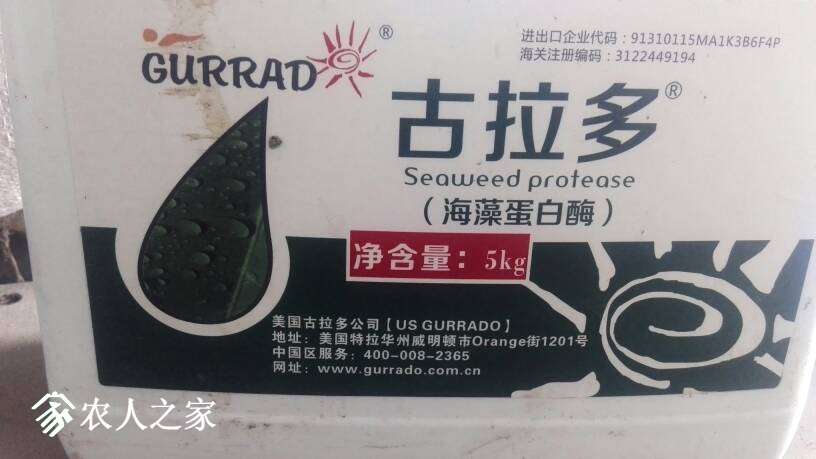 GURRADO®
进出口企业代码：91310115MA1K3B6F4P
海关注册编码：3122449194
古拉多®
Seaweed protease
（海藻蛋白酶）
净含量：5kg
美国古拉多公司【US GURRADO】
地址：美国特拉华州威明顿市Orange街1201号
中国区服务：400-008-2365
网址：www.gurrado.com.cn
农人之家